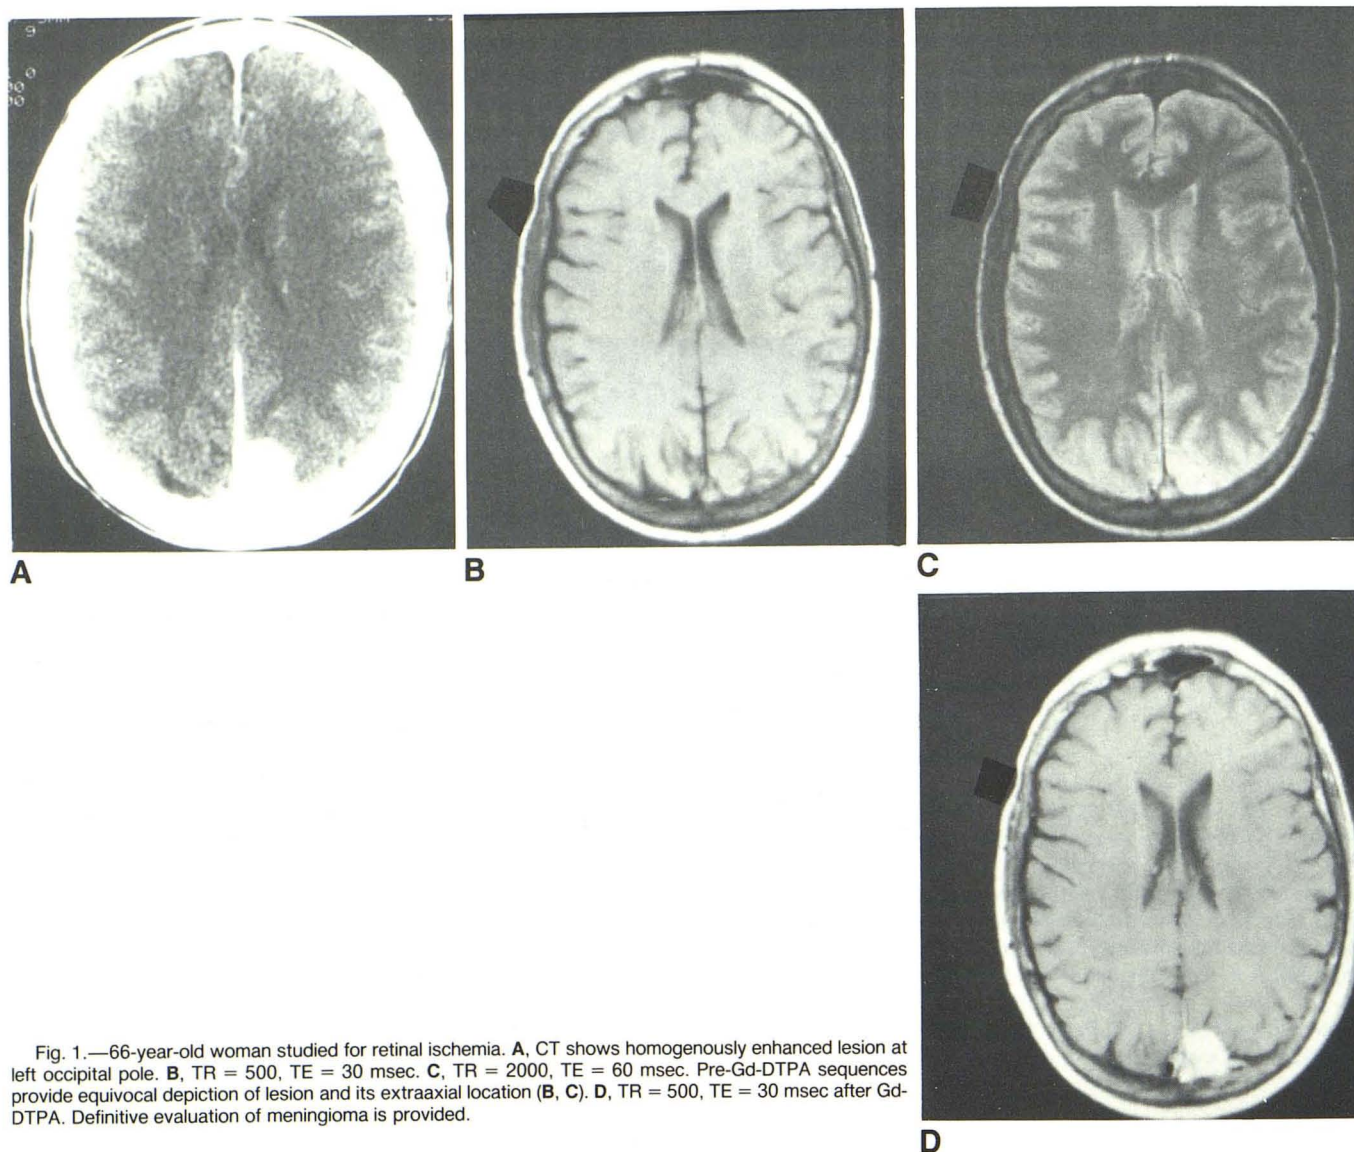 9
A
B
C
D
Fig. 1.—66-year-old woman studied for retinal ischemia. A, CT shows homogenously enhanced lesion at
left occipital pole. B, TR = 500, TE = 30 msec. C, TR = 2000, TE = 60 msec. Pre-Gd-DTPA sequences
provide equivocal depiction of lesion and its extraaxial location (B, C). D, TR = 500, TE = 30 msec after Gd-
DTPA. Definitive evaluation of meningioma is provided.